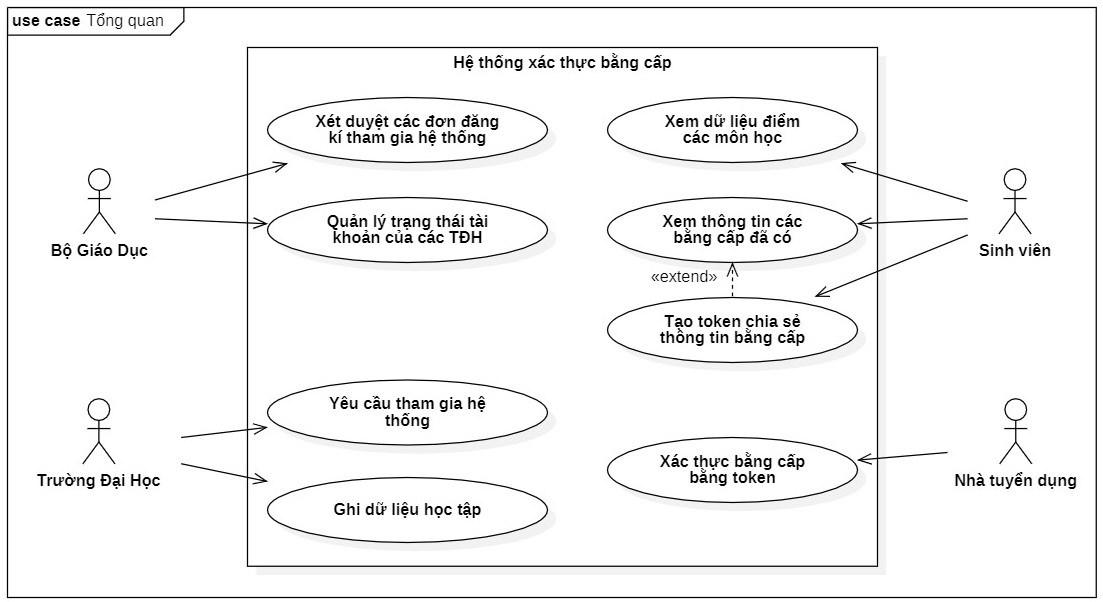 use case Tổng quan
Hệ thống xác thực bằng cấp
Xét duyệt các đơn đăng
kí tham gia hệ thống
Xem dữ liệu điểm
các môn học
Bộ Giáo Dục
Quản lý trạng thái tài
khoản của các TĐH
Xem thông tin các
bằng cấp đã có
Sinh viên
«extend»
Tạo token chia sẻ
thông tin bằng cấp
Yêu cầu tham gia hệ
thống
Trường Đại Học
Xác thực bằng cấp
bằng token
Nhà tuyển dụng
Ghi dữ liệu học tập